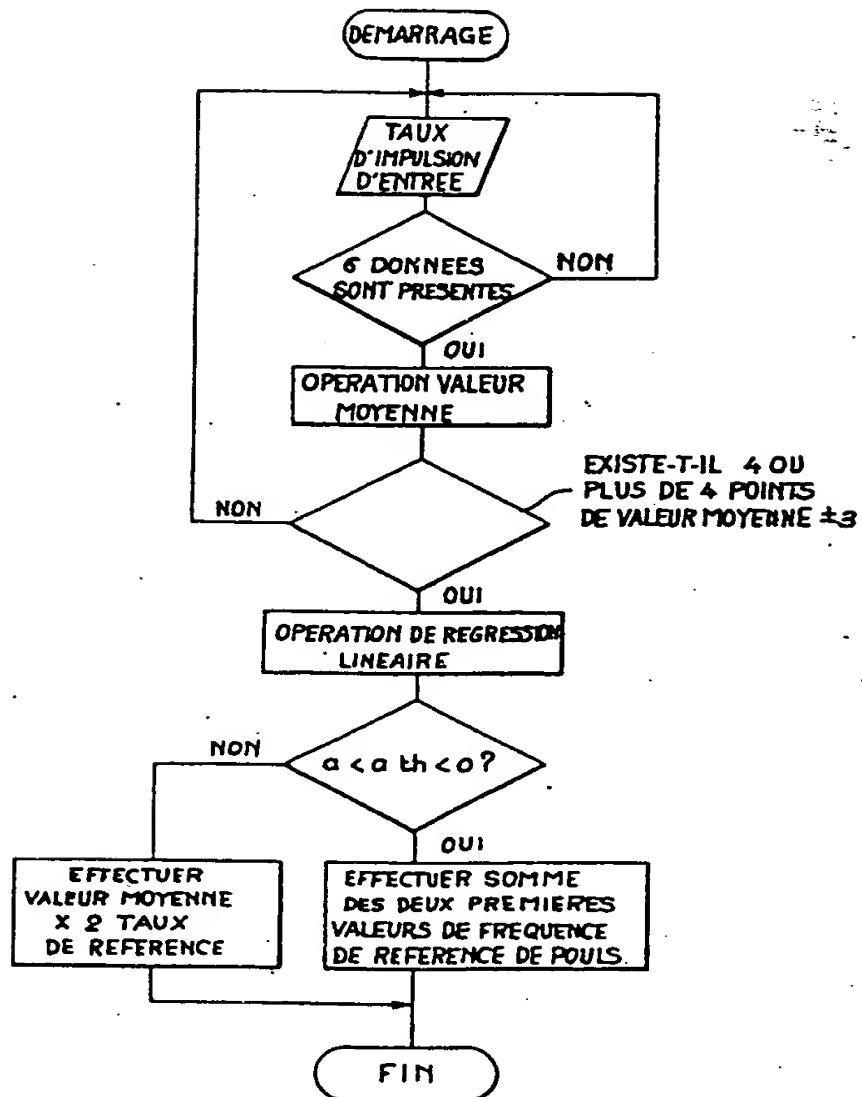 DEMARRAGE
TAUX
D'IMPULSION
D'ENTREE
6 DONNEES
SONT PRESENTES
NON
OUI
OPERATION VALEUR
MOYENNE
EXISTE-T-IL 4 OU
PLUS DE 4 POINTS
DE VALEUR MOYENNE ±3
NON
OUI
OPERATION DE REGRESSION
LINEAIRE
NON
a < a th < o ?
OUI
EFFECTUER
VALEUR MOYENNE
X 2 TAUX
DE REFERENCE
EFFECTUER SOMME
DES DEUX PREMIERES
VALEURS DE FREQUENCE
DE REFERENCE DE POULS.
FIN